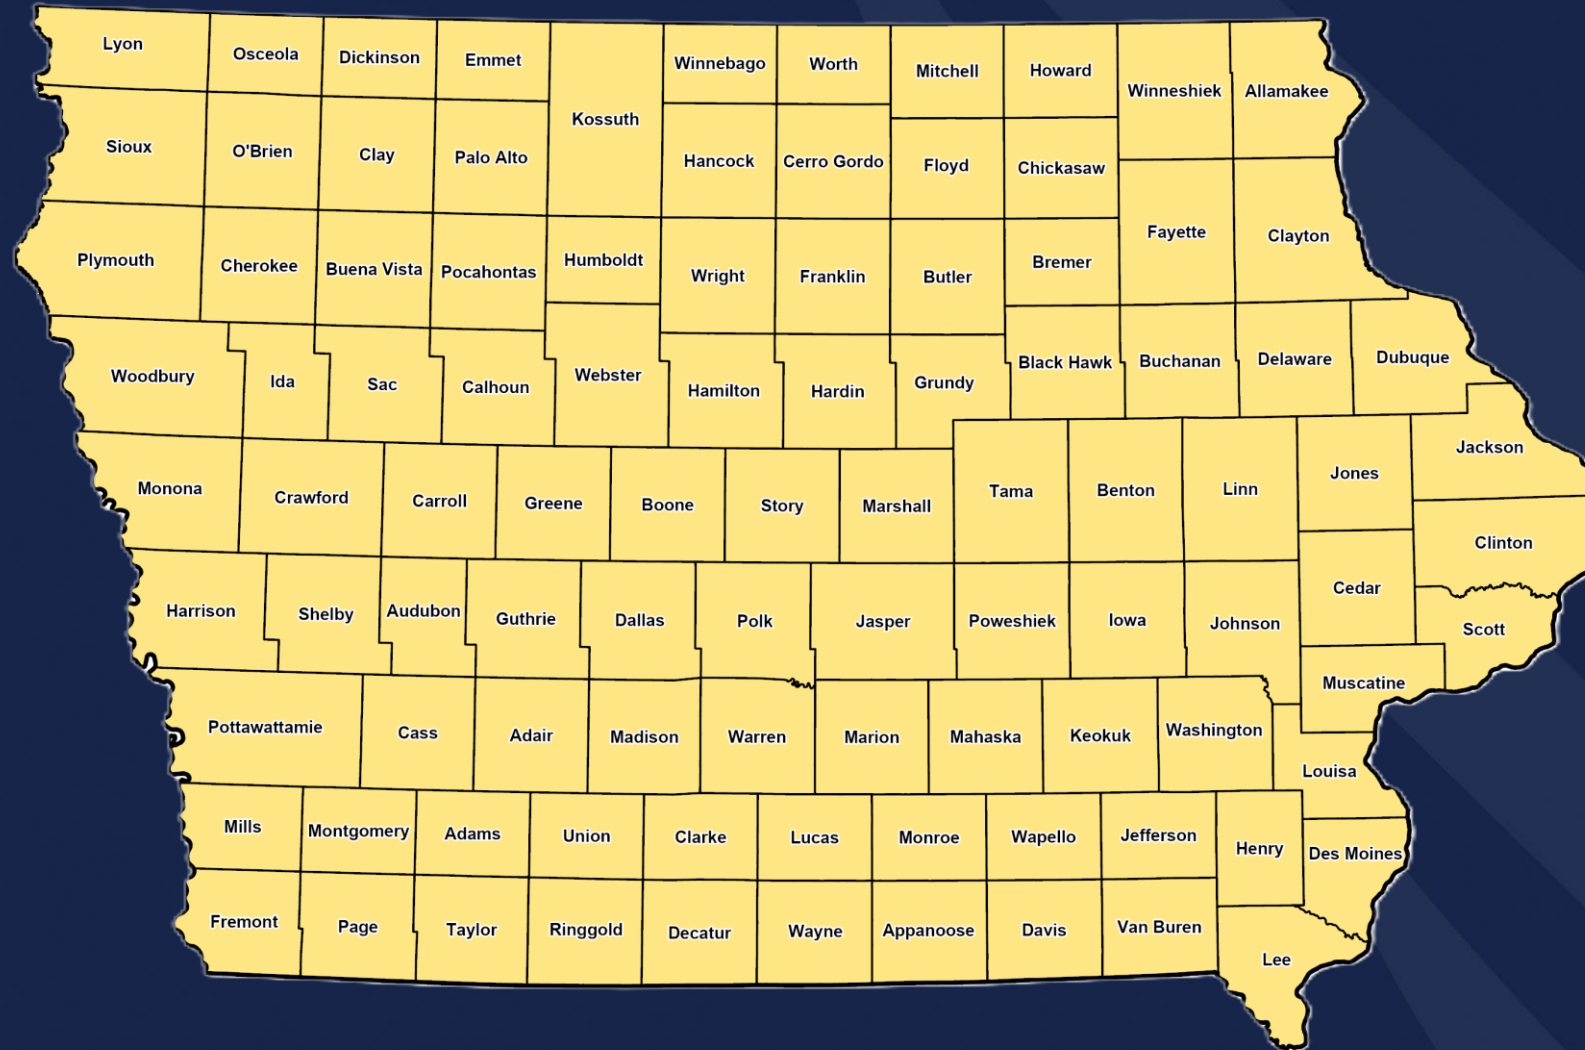 Lyon
Osceola
Dickinson
Emmet
Kossuth
Winnebago
Worth
Mitchell
Howard
Winneshiek
Allamakee
Sioux
O'Brien
Clay
Palo Alto
Hancock
Cerro Gordo
Floyd
Chickasaw
Fayette
Clayton
Plymouth
Cherokee
Buena Vista
Pocahontas
Humboldt
Wright
Franklin
Butler
Bremer
Woodbury
Ida
Sac
Calhoun
Webster
Hamilton
Hardin
Grundy
Black Hawk
Buchanan
Delaware
Dubuque
Monona
Crawford
Carroll
Greene
Boone
Story
Marshall
Tama
Benton
Linn
Jones
Jackson
Clinton
Harrison
Shelby
Audubon
Guthrie
Dallas
Polk
Jasper
Poweshiek
Iowa
Johnson
Cedar
Scott
Muscatine
Pottawattamie
Cass
Adair
Madison
Warren
Marion
Mahaska
Keokuk
Washington
Louisa
Mills
Montgomery
Adams
Union
Clarke
Lucas
Monroe
Wapello
Jefferson
Henry
Des Moines
Fremont
Page
Taylor
Ringgold
Decatur
Wayne
Appanoose
Davis
Van Buren
Lee